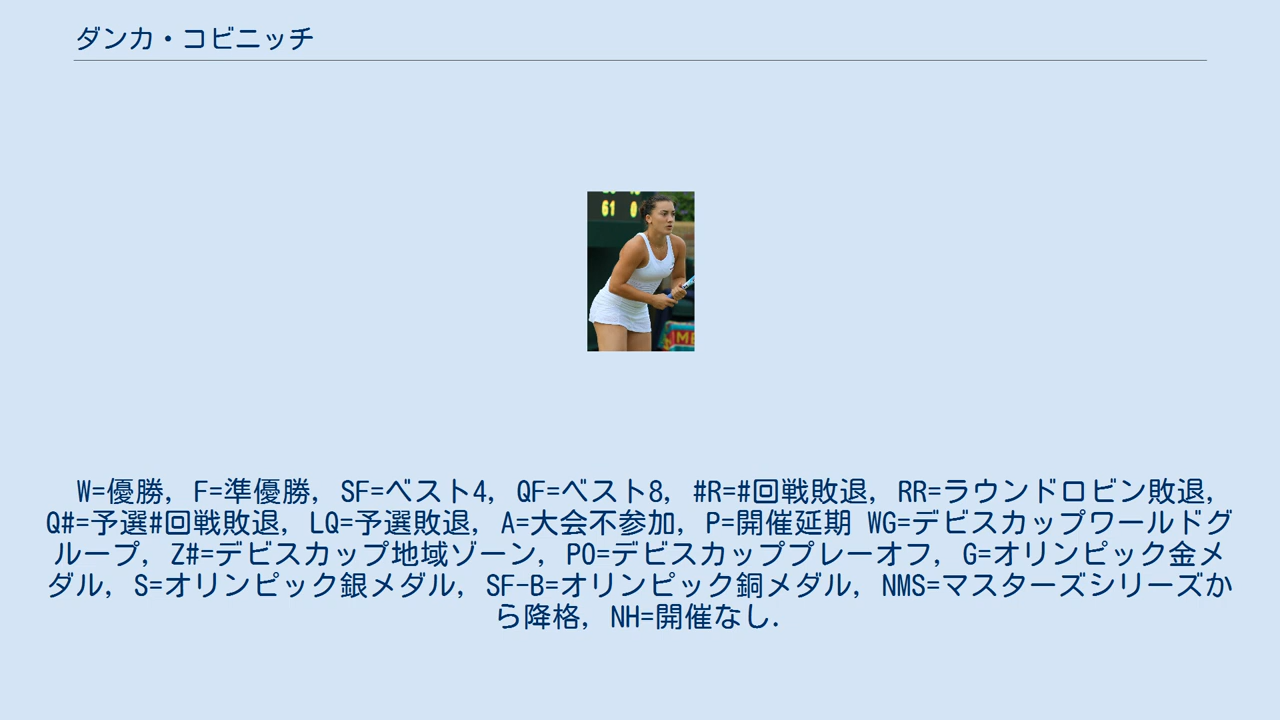 ダンカ・コビニッチ
61 0
ME
W=優勝, F=準優勝, SF=ベスト4, QF=ベスト8, #R=#回戦敗退, RR=ラウンドロビン敗退,
Q#=予選#回戦敗退, LQ=予選敗退, A=大会不参加, P=開催延期 WG=デビスカップワールドグ
ループ, Z#=デビスカップ地域ゾーン, PO=デビスカッププレーオフ, G=オリンピック金メ
ダル, S=オリンピック銀メダル, SF-B=オリンピック銅メダル, NMS=マスターズシリーズか
ら降格, NH=開催なし.